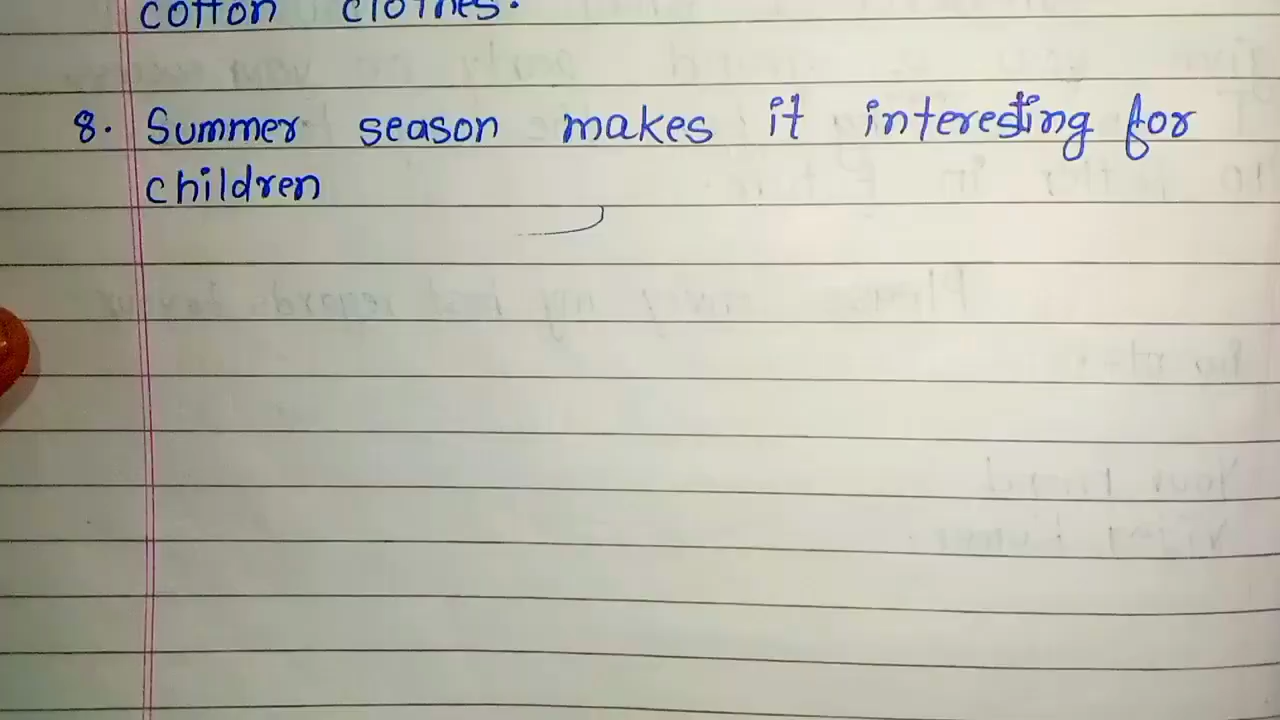 cotton clothes.
8. Summer season makes it interesting for
children